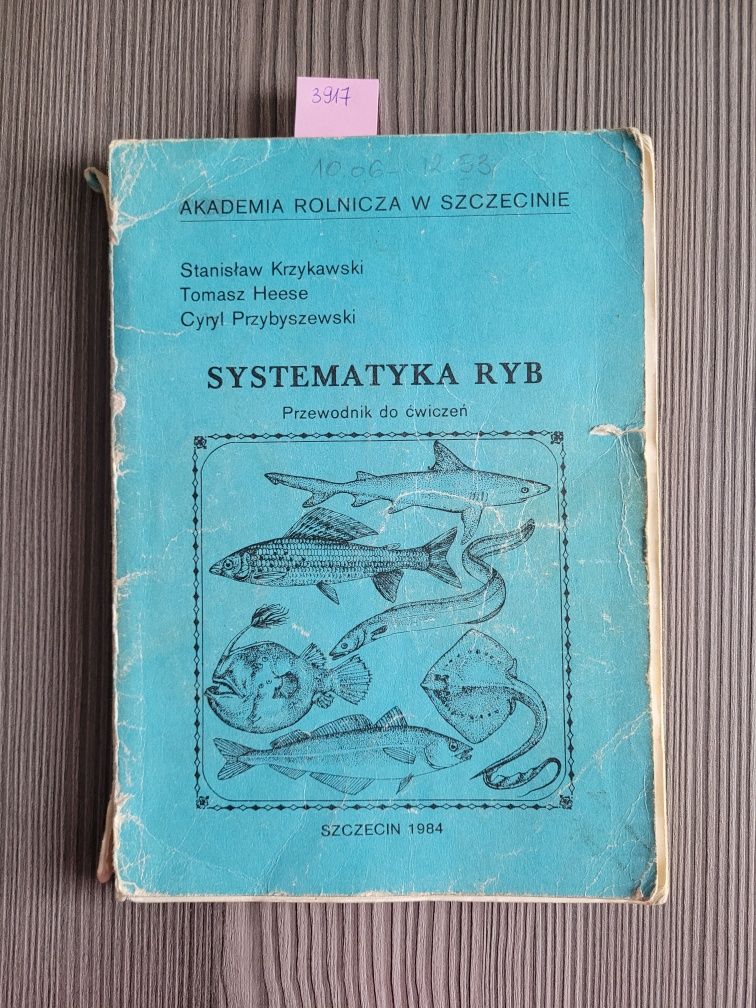 3917
10.06- 12 53
AKADEMIA ROLNICZA W SZCZECINIE
Stanisław Krzykawski
Tomasz Heese
Cyryl Przybyszewski
SYSTEMATYKA RYB
Przewodnik do ćwiczeń
SZCZECIN 1984